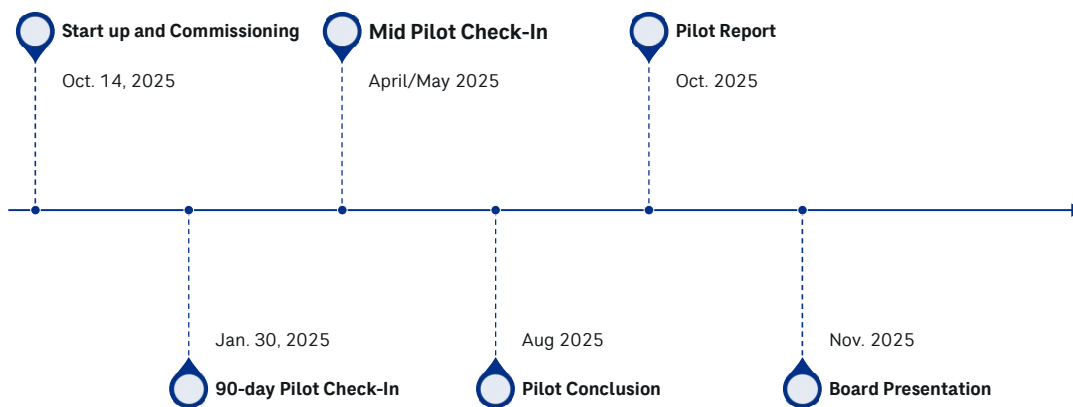 Start up and Commissioning
Oct. 14, 2025
Mid Pilot Check-In
April/May 2025
Pilot Report
Oct. 2025
Jan. 30, 2025
90-day Pilot Check-In
Aug 2025
Pilot Conclusion
Nov. 2025
Board Presentation